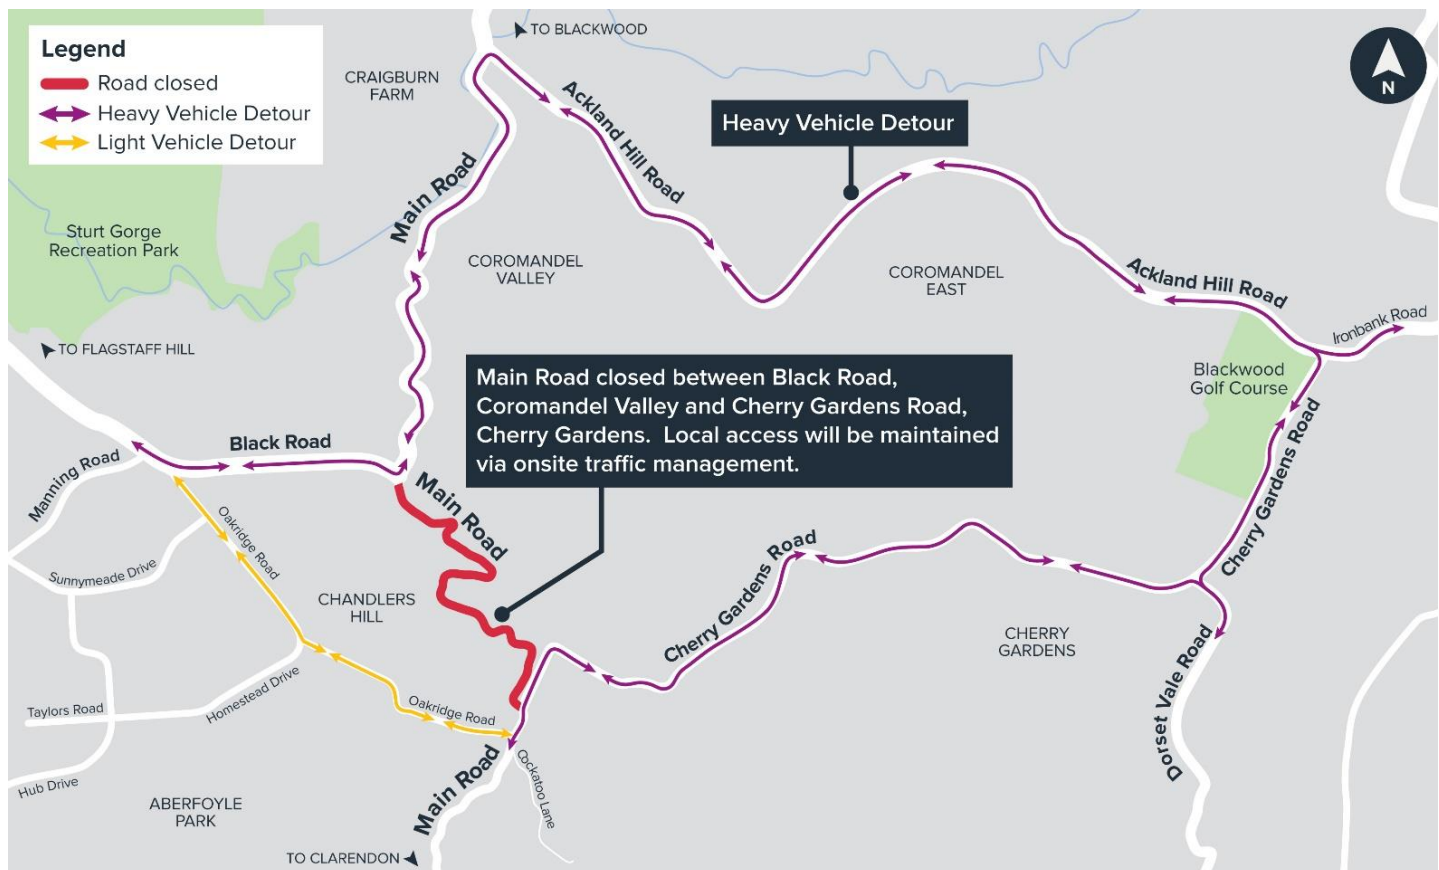 Legend
Road closed
Heavy Vehicle Detour
Light Vehicle Detour
TO BLACKWOOD
N
CRAIGBURN
FARM
Ackland Hill Road
Heavy Vehicle Detour
Main Road
Sturt Gorge
Recreation Park
COROMANDEL
VALLEY
COROMANDEL
EAST
Ackland Hill Road
Ironbank Road
TO FLAGSTAFF HILL
Blackwood
Golf Course
Main Road closed between Black Road,
Coromandel Valley and Cherry Gardens Road,
Cherry Gardens.  Local access will be maintained
via onsite traffic management.
Black Road
Manning Road
Main Road
Cherry Gardens Road
Oakridge Road
Sunnymeade Drive
CHANDLERS
HILL
Cherry Gardens Road
CHERRY
GARDENS
Dorset Vale Road
Homestead Drive
Taylors Road
Oakridge Road
Hub Drive
Main Road
Cockatoo Lane
ABERFOYLE
PARK
TO CLARENDON